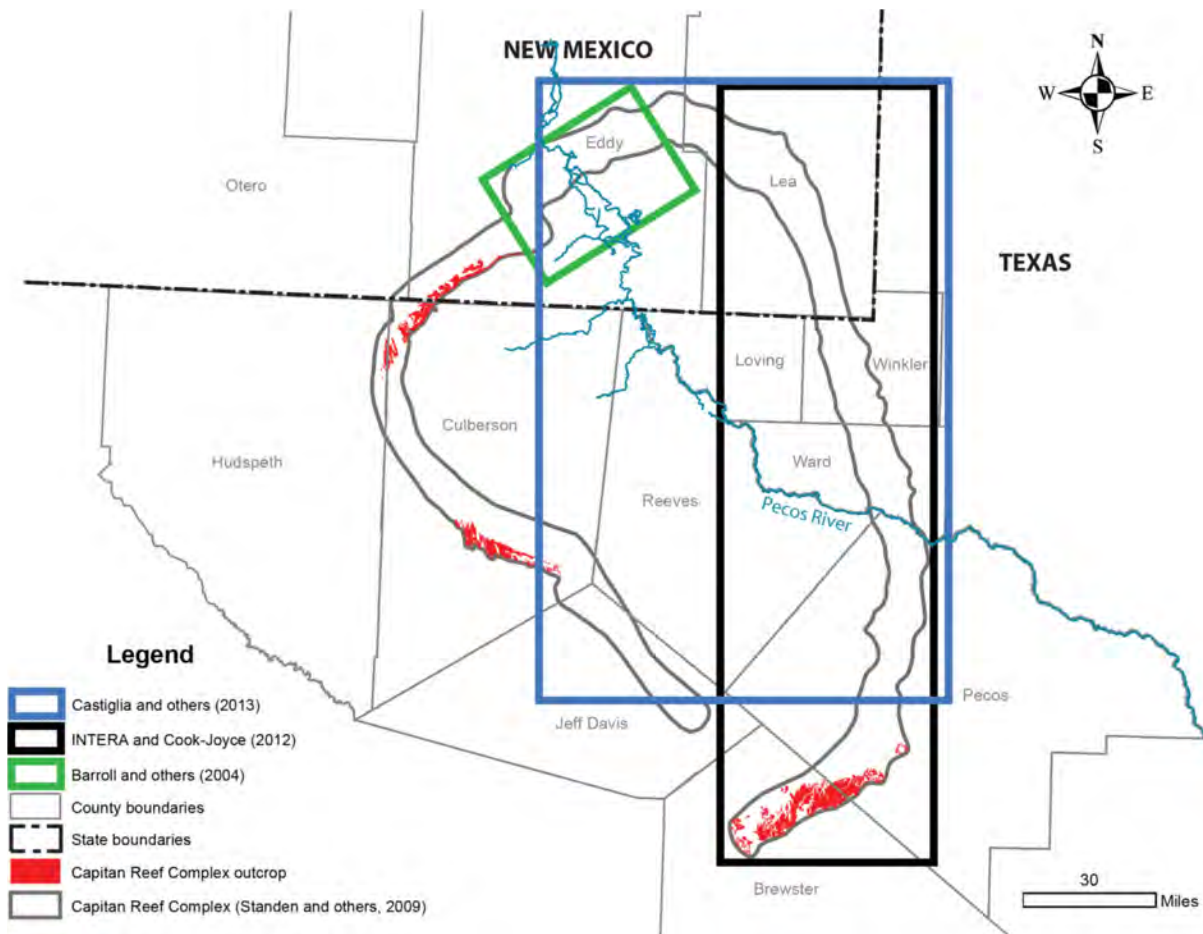 NEW MEXICO
N
W E
S
Eddy
Otero
Lea
TEXAS
Loving
Winkler
Culberson
Hudspeth
Ward
Reeves
Pecos River
Legend
Castiglia and others (2013)
Pecos
Jeff Davis
INTERA and Cook-Joyce (2012)
Barroll and others (2004)
County boundaries
State boundaries
Capitan Reef Complex outcrop
Brewster
30
Miles
Capitan Reef Complex (Standen and others, 2009)